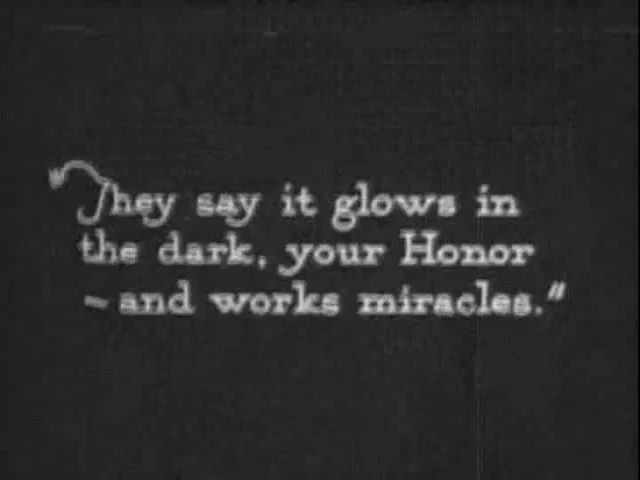 "They say it glows in
the dark, your Honor
– and works miracles."